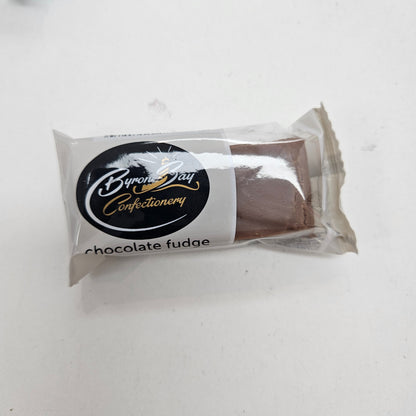 Byron Bay
Confectionery
chocolate fudge